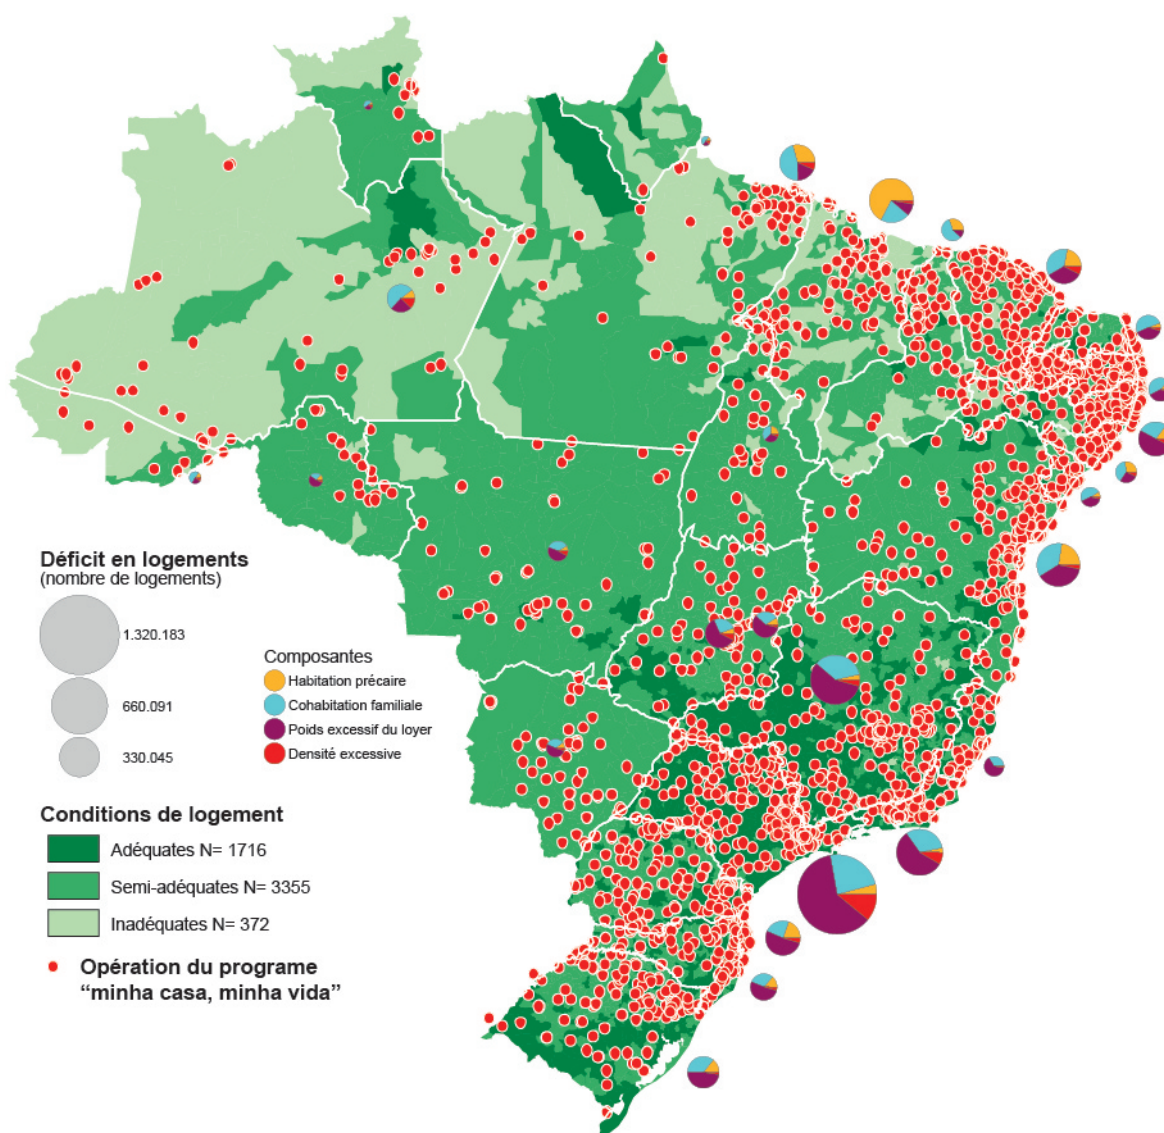 Déficit en logements
(nombre de logements)
1.320.183
660.091
330.045
Composantes
Habitation précaire
Cohabitation familiale
Poids excessif du loyer
Densité excessive
Conditions de logement
Adéquates N= 1716
Semi-adéquates N= 3355
Inadéquates N= 372
Opération du programe
“minha casa, minha vida”